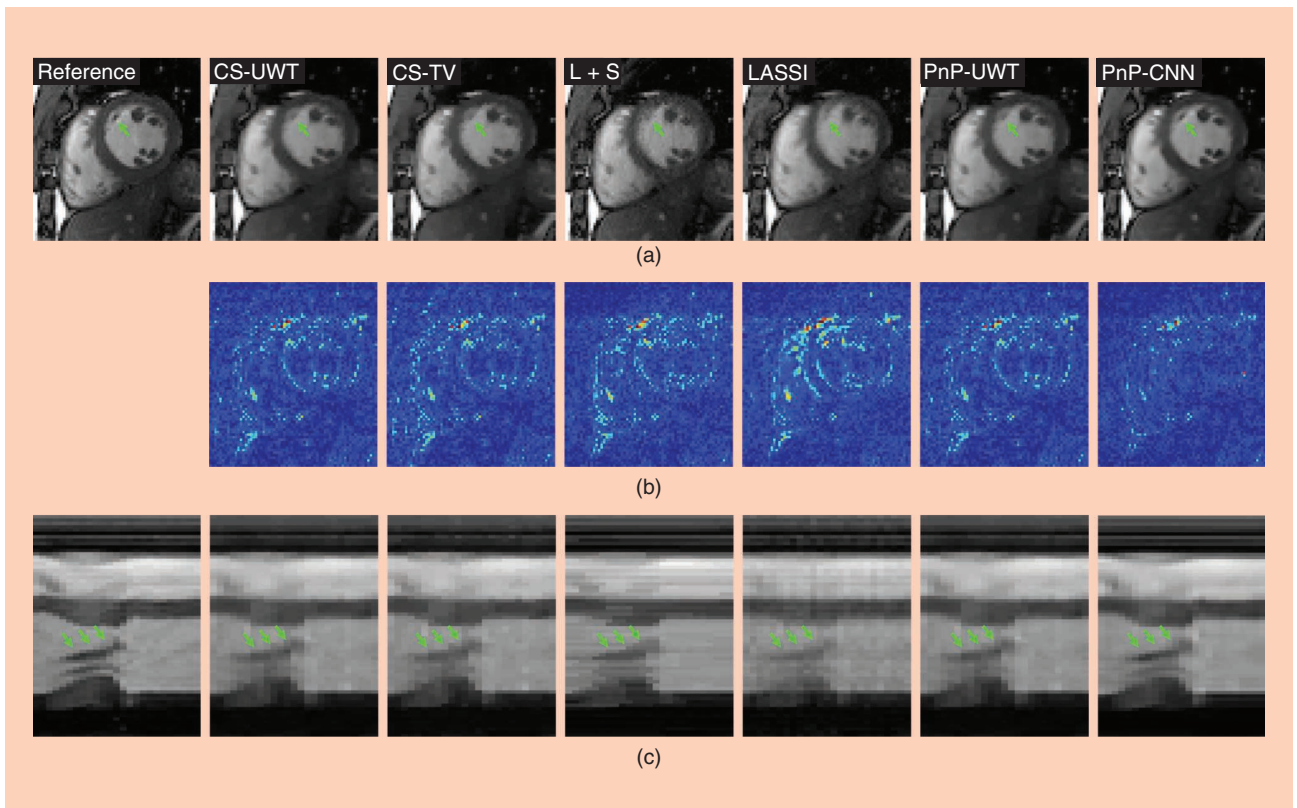 Reference
CS-UWT
CS-TV
L + S
LASSI
PnP-UWT
PnP-CNN
(a)
(b)
(c)